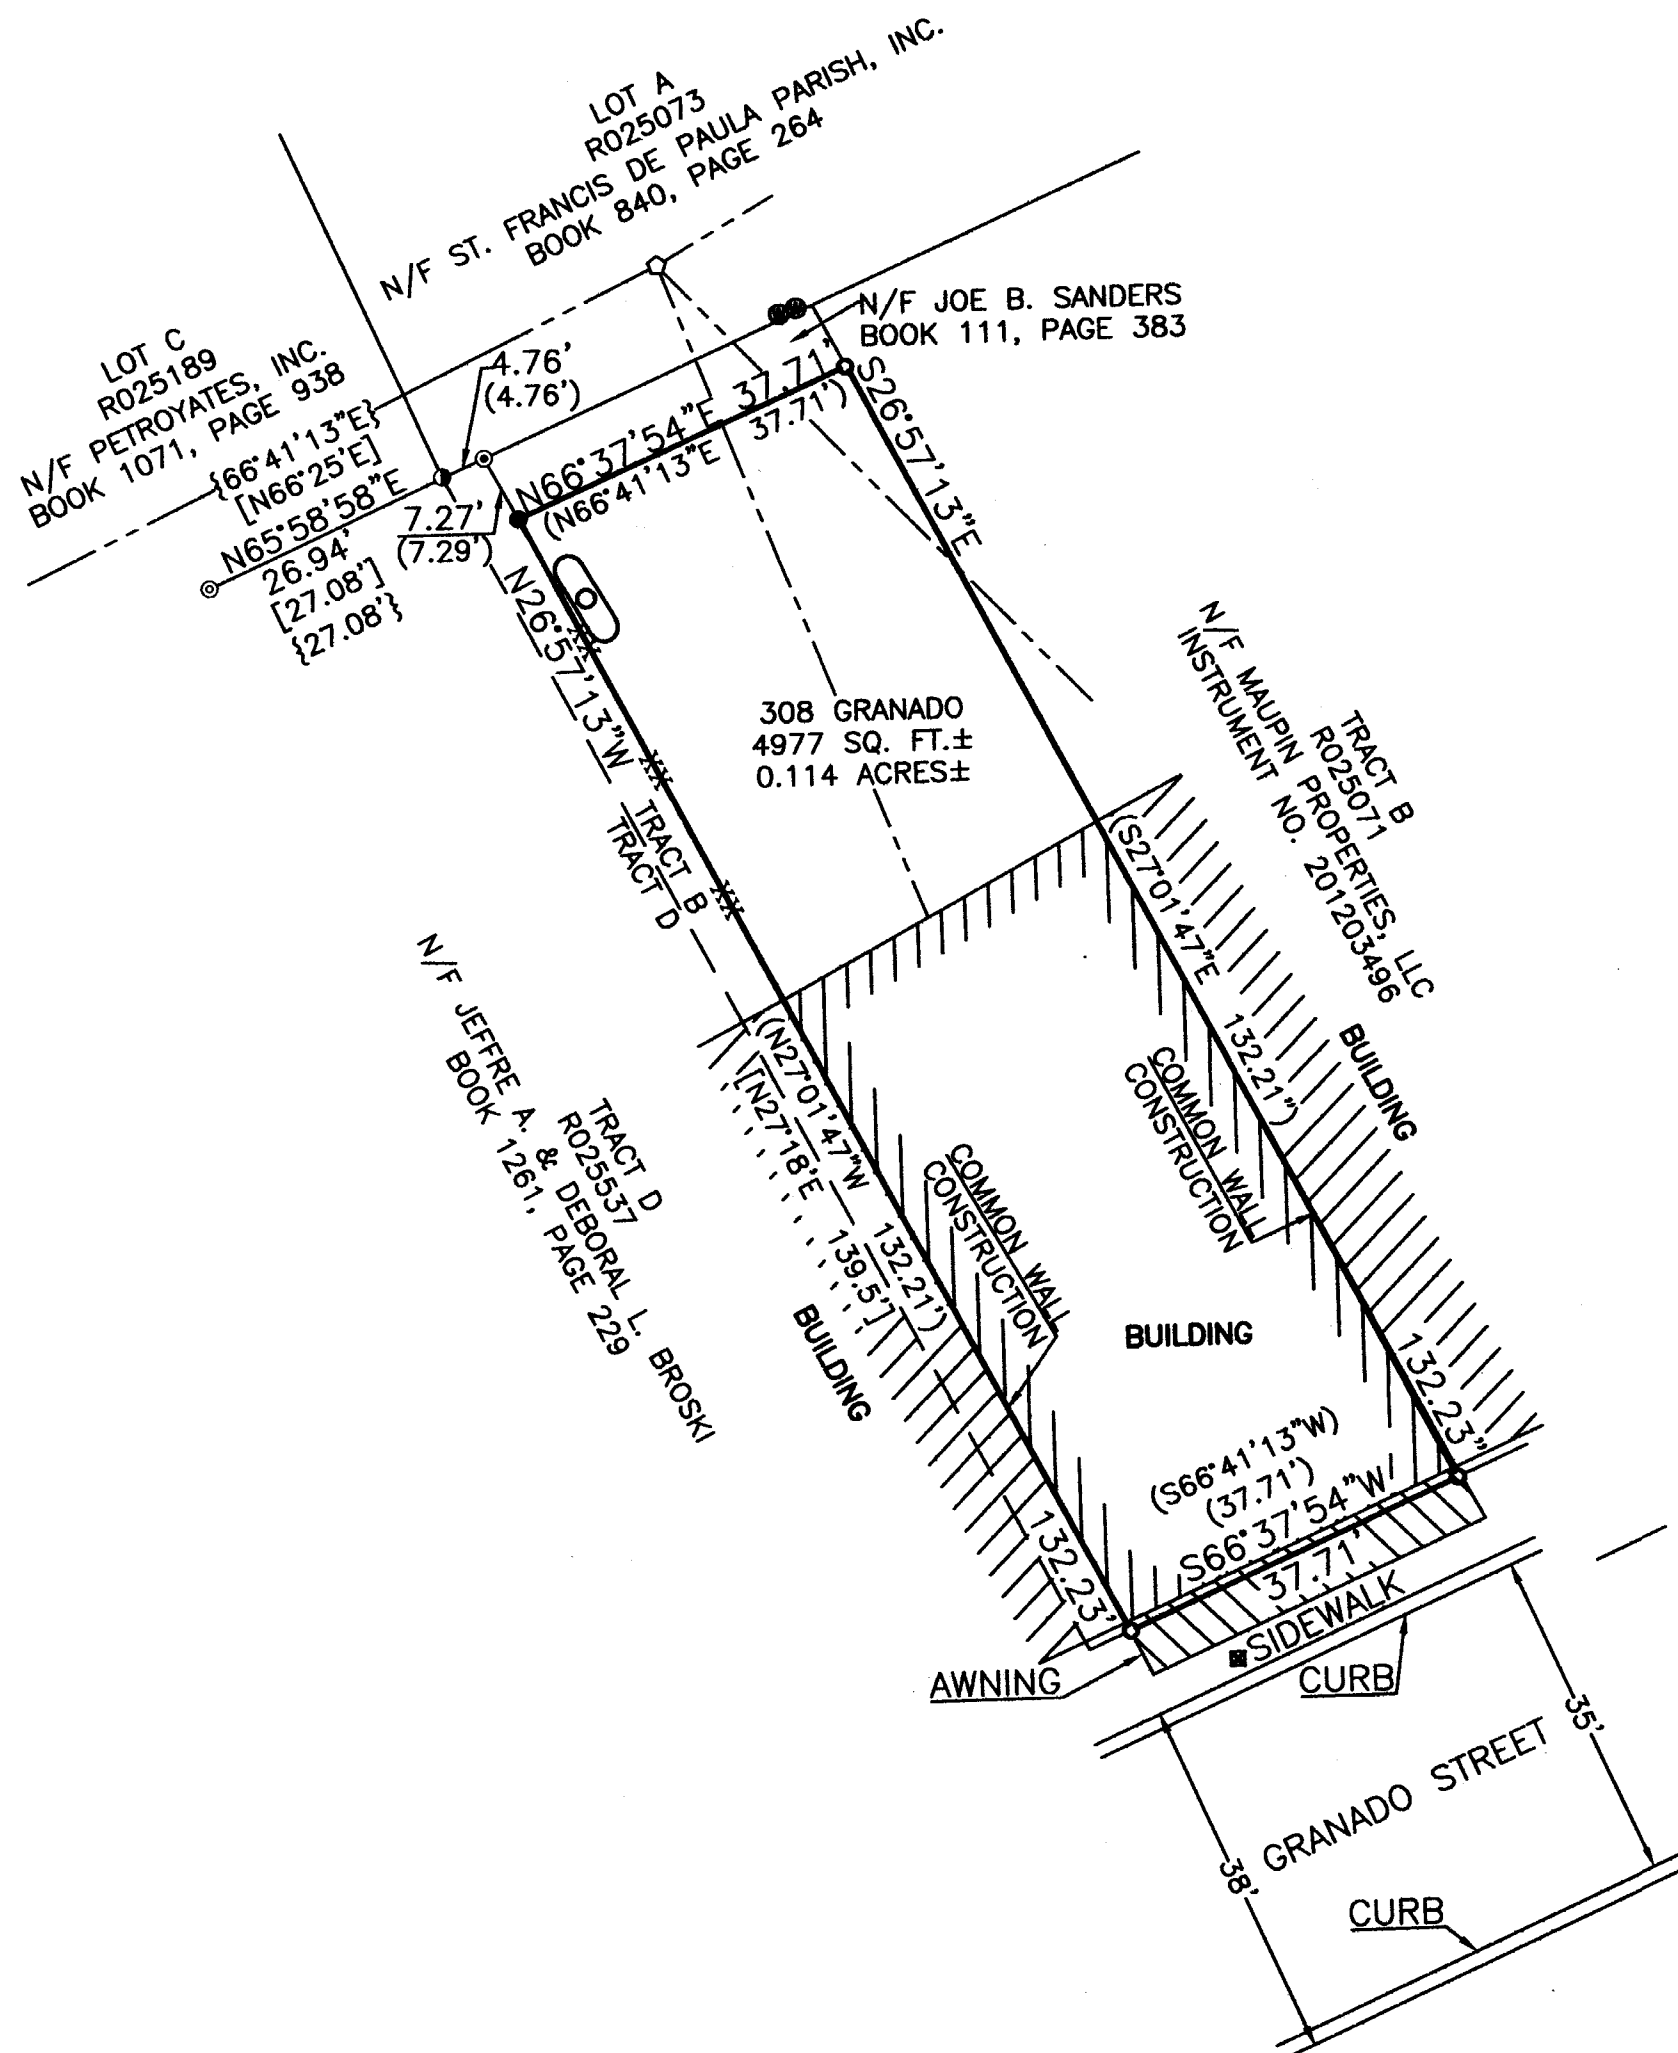 LOT A
R025073
N/F ST. FRANCIS DE PAULA PARISH, INC.
BOOK 840, PAGE 264
N/F JOE B. SANDERS
BOOK 111, PAGE 383
LOT C
R025189
N/F PETROYATES, INC.
BOOK 1071, PAGE 938
4.76'
(4.76')
{66°41'13"E}
[N66°25'E]
N65°58'58"E
26.94'
[27.08']
{27.08'}
7.27'
(7.29')
N66°37'54"E 37.71'
(N66°41'13"E 37.71')
S26°57'13"E
N26°57'13"W
308 GRANADO
4977 SQ. FT.±
0.114 ACRES±
TRACT B
TRACT D
TRACT B
R025071
N/F MAUPIN PROPERTIES, LLC
INSTRUMENT NO. 201203496
(S27°01'47"E 132.21")
BUILDING
COMMON WALL
CONSTRUCTION
132.23"
TRACT D
R025537
N/F JEFFRE A. & DEBORAL L. BROSKI
BOOK 1261, PAGE 229
(N27°01'47"W 132.21')
[N27°18'E 139.5']
BUILDING
COMMON WALL
CONSTRUCTION
132.23'
BUILDING
(S66°41'13"W)
(37.71')
S66°37'54"W
37.71'
SIDEWALK
AWNING
CURB
35'
GRANADO STREET
38'
CURB